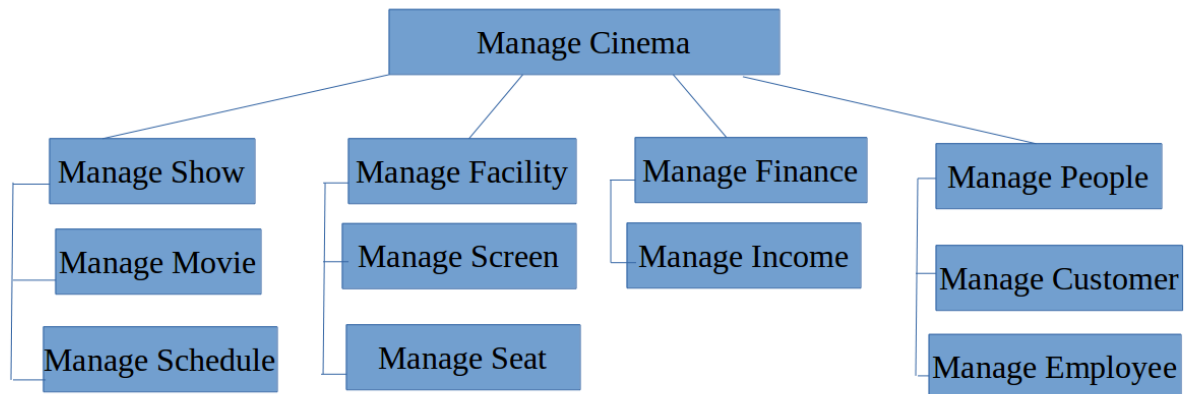 Manage Cinema
Manage Show
Manage Facility
Manage Finance
Manage People
Manage Movie
Manage Screen
Manage Income
Manage Customer
Manage Schedule
Manage Seat
Manage Employee